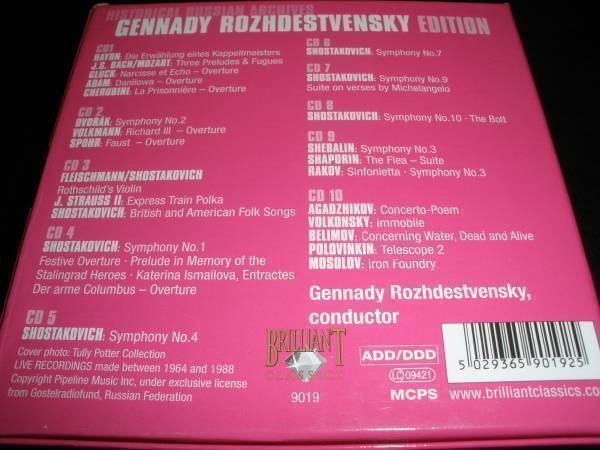 HISTORICAL RUSSIAN ARCHIVES
GENNADY ROZHDESTVENSKY EDITION
CD1
HAYDN: Die Erwählung eines Kappellmeisters
J.S. BACH/MOZART: Three Preludes & Fugues
GLUCK: Narcisse et Echo – Overture
ADAM: Danilowa – Overture
CHERUBINI: La Prisonnière – Overture
CD 2
DVOŘÁK: Symphony No.2
VOLKMANN: Richard III – Overture
SPOHR: Faust – Overture
CD 3
FLEISCHMANN/SHOSTAKOVICH
Rothschild's Violin
J. STRAUSS II: Express Train Polka
SHOSTAKOVICH: British and American Folk Songs
CD 4
SHOSTAKOVICH: Symphony No.1
Festive Overture · Prelude in Memory of the
Stalingrad Heroes · Katerina Ismailova, Entractes
Der arme Columbus – Overture
CD 5
SHOSTAKOVICH: Symphony No.4
Cover photo: Tully Potter Collection
LIVE RECORDINGS made between 1964 and 1988
Copyright Pipeline Music Inc, under exclusive license
from Gostelradiofund, Russian Federation
CD 6
SHOSTAKOVICH: Symphony No.7
CD 7
SHOSTAKOVICH: Symphony No.9
Suite on verses by Michelangelo
CD 8
SHOSTAKOVICH: Symphony No.10 · The Bolt
CD 9
SHEBALIN: Symphony No.3
SHAPORIN: The Flea – Suite
RAKOV: Sinfonietta · Symphony No.3
CD 10
AGADZHIKOV: Concerto-Poem
VOLKONSKY: Immobile
BELIMOV: Concerning Water, Dead and Alive
POLOVINKIN: Telescope 2
MOSOLOV: Iron Foundry
Gennady Rozhdestvensky,
conductor
BRILLIANT
CLASSICS
9019
ADD/DDD
LC 09421
MCPS
5 029365 901925
www.brilliantclassics.co